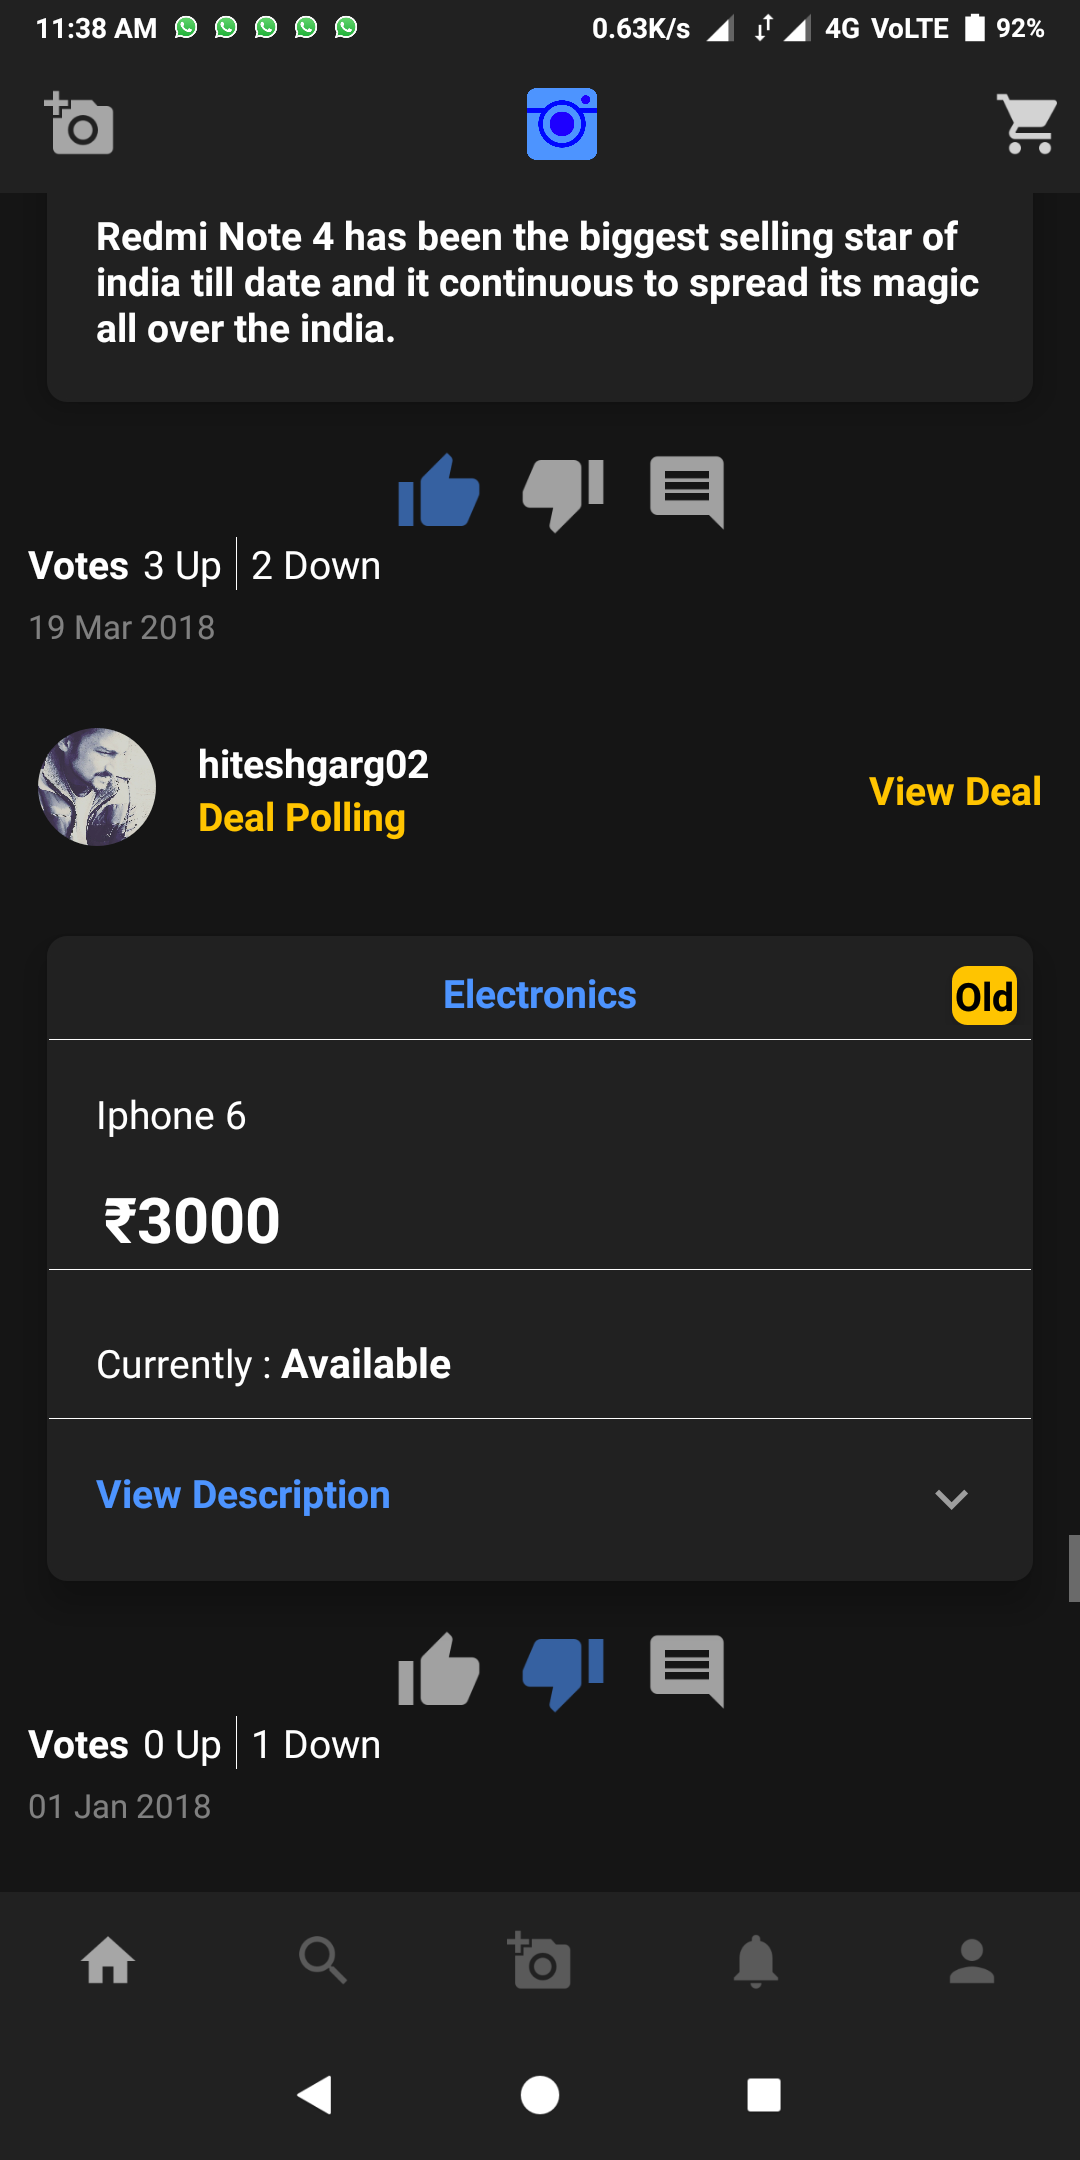 11:38 AM 0.63K/s 4G VoLTE 92%
Redmi Note 4 has been the biggest selling star of
india till date and it continuous to spread its magic
all over the india.
Votes 3 Up 2 Down
19 Mar 2018
hiteshgarg02
Deal Polling
View Deal
Electronics
Old
Iphone 6
₹3000
Currently : Available
View Description
Votes 0 Up 1 Down
01 Jan 2018